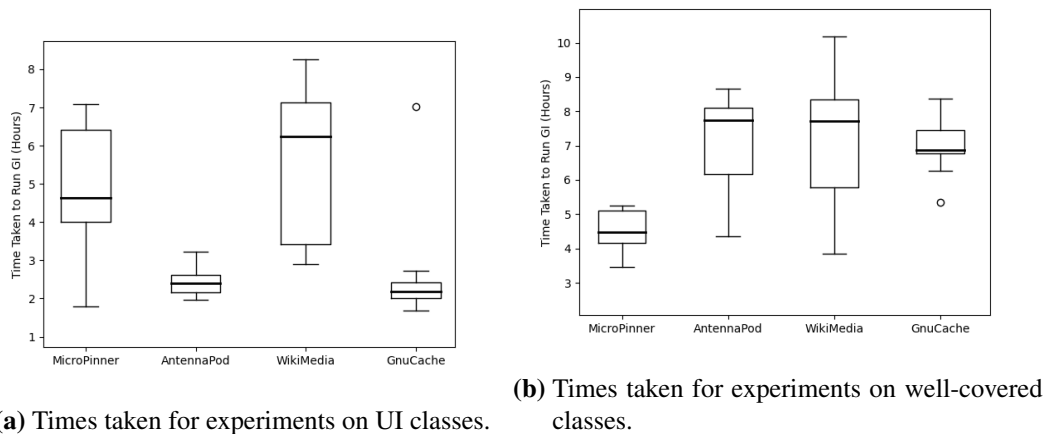 Time Taken to Run GI (Hours)
8
7
6
5
4
3
2
1
MicroPinner AntennaPod WikiMedia GnuCache
(a) Times taken for experiments on UI classes.
Time Taken to Run GI (Hours)
10
9
8
7
6
5
4
3
MicroPinner AntennaPod WikiMedia GnuCache
(b) Times taken for experiments on well-covered
classes.